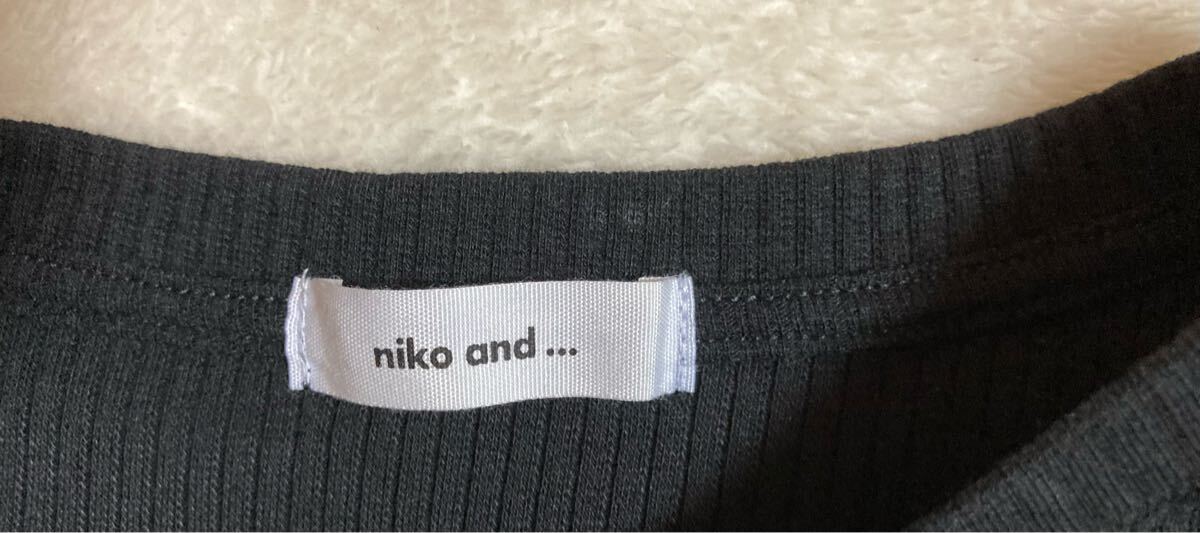 niko and ...